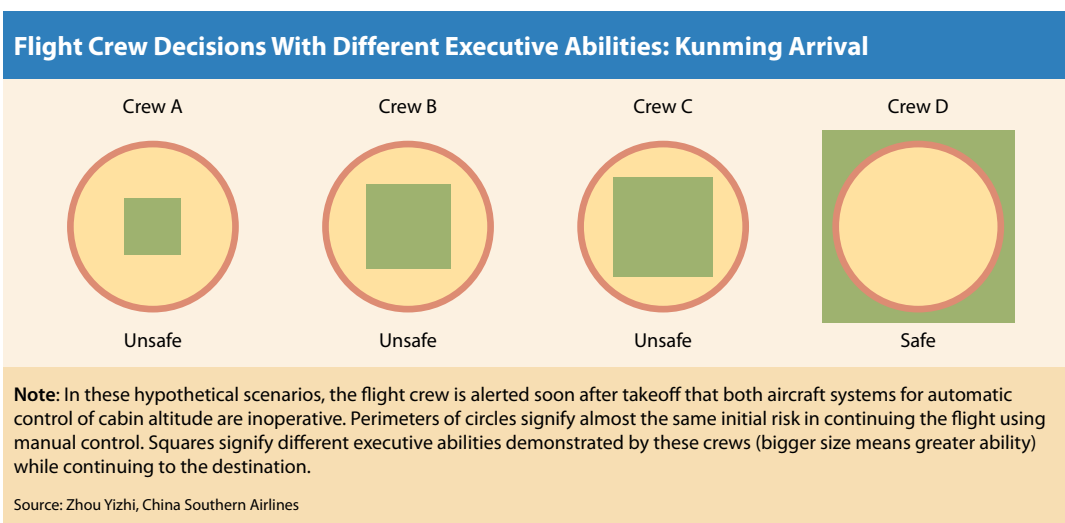 Flight Crew Decisions With Different Executive Abilities: Kunming Arrival
Crew A
Crew B
Crew C
Crew D
Unsafe
Unsafe
Unsafe
Safe
Note: In these hypothetical scenarios, the flight crew is alerted soon after takeoff that both aircraft systems for automatic
control of cabin altitude are inoperative. Perimeters of circles signify almost the same initial risk in continuing the flight using
manual control. Squares signify different executive abilities demonstrated by these crews (bigger size means greater ability)
while continuing to the destination.
Source: Zhou Yizhi, China Southern Airlines